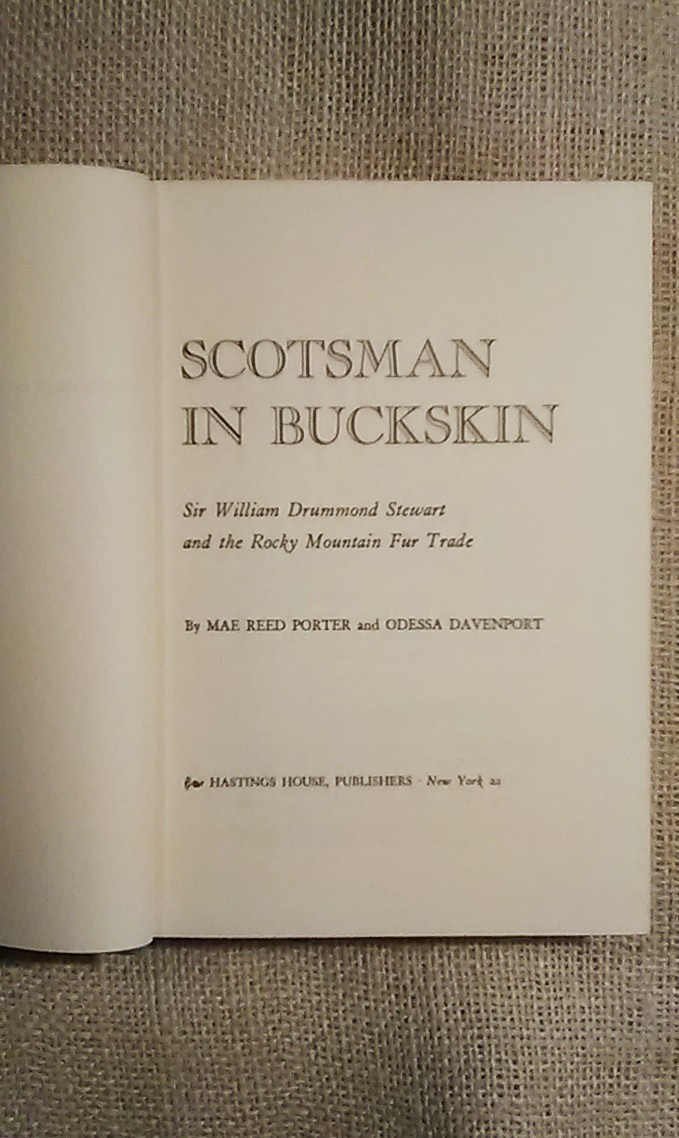 SCOTSMAN
IN BUCKSKIN
Sir William Drummond Stewart
and the Rocky Mountain Fur Trade
By MAE REED PORTER and ODESSA DAVENPORT
HASTINGS HOUSE, PUBLISHERS · New York 22